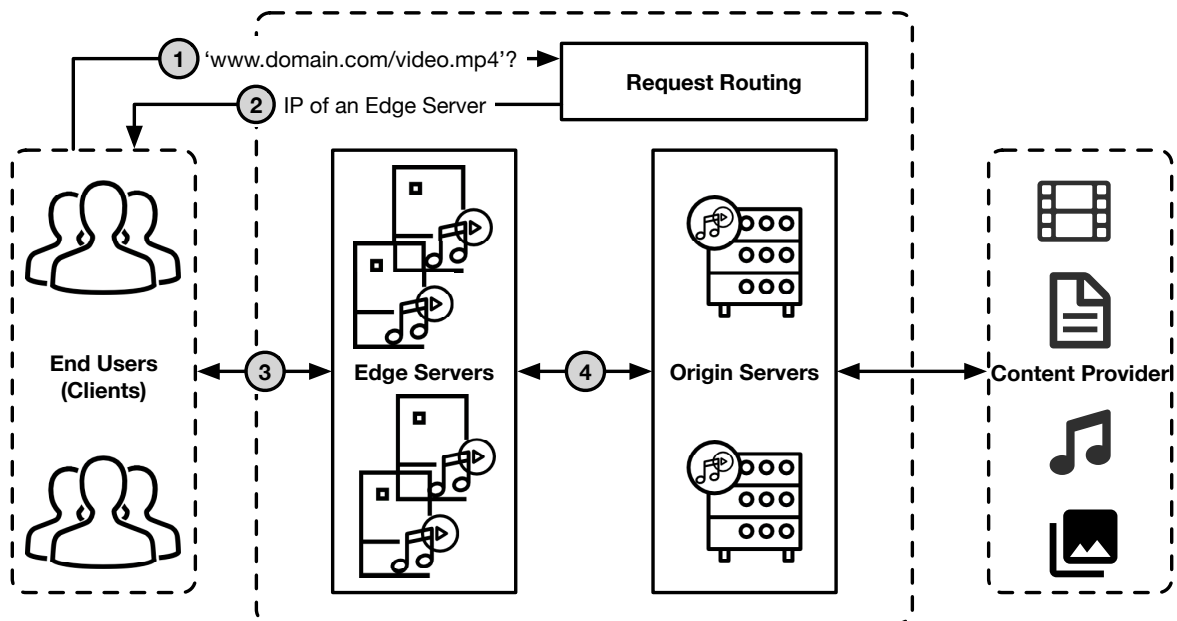 1 ‘www.domain.com/video.mp4’?
Request Routing
2 IP of an Edge Server
End Users
(Clients)
3
Edge Servers
4
Origin Servers
Content Provider